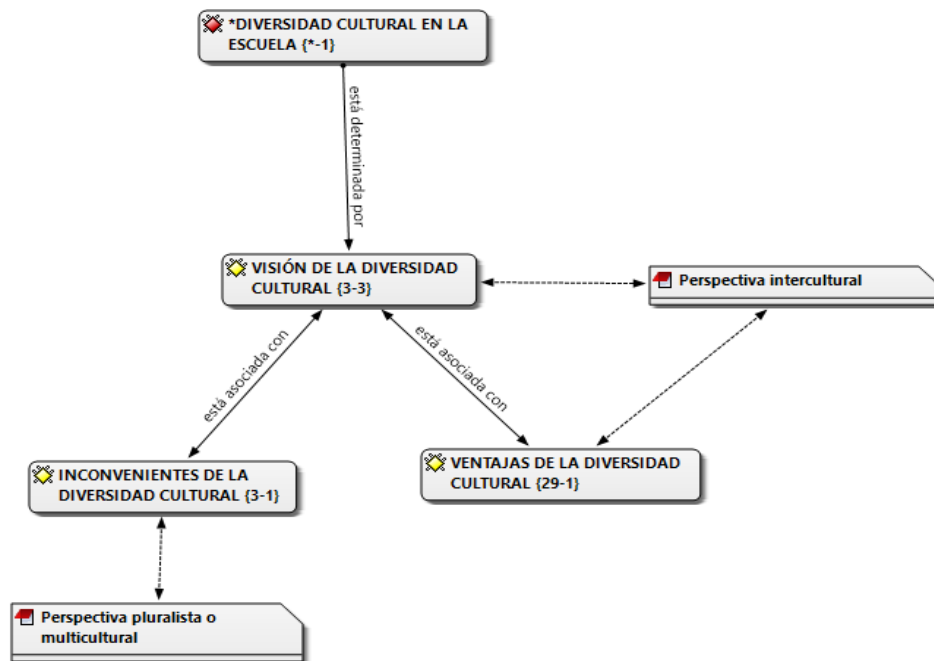 *DIVERSIDAD CULTURAL EN LA
ESCUELA {*-1}
está determinada por
VISIÓN DE LA DIVERSIDAD
CULTURAL {3-3}
Perspectiva intercultural
está asociada con
está asociada con
INCONVENIENTES DE LA
DIVERSIDAD CULTURAL {3-1}
VENTAJAS DE LA DIVERSIDAD
CULTURAL {29-1}
Perspectiva pluralista o
multicultural